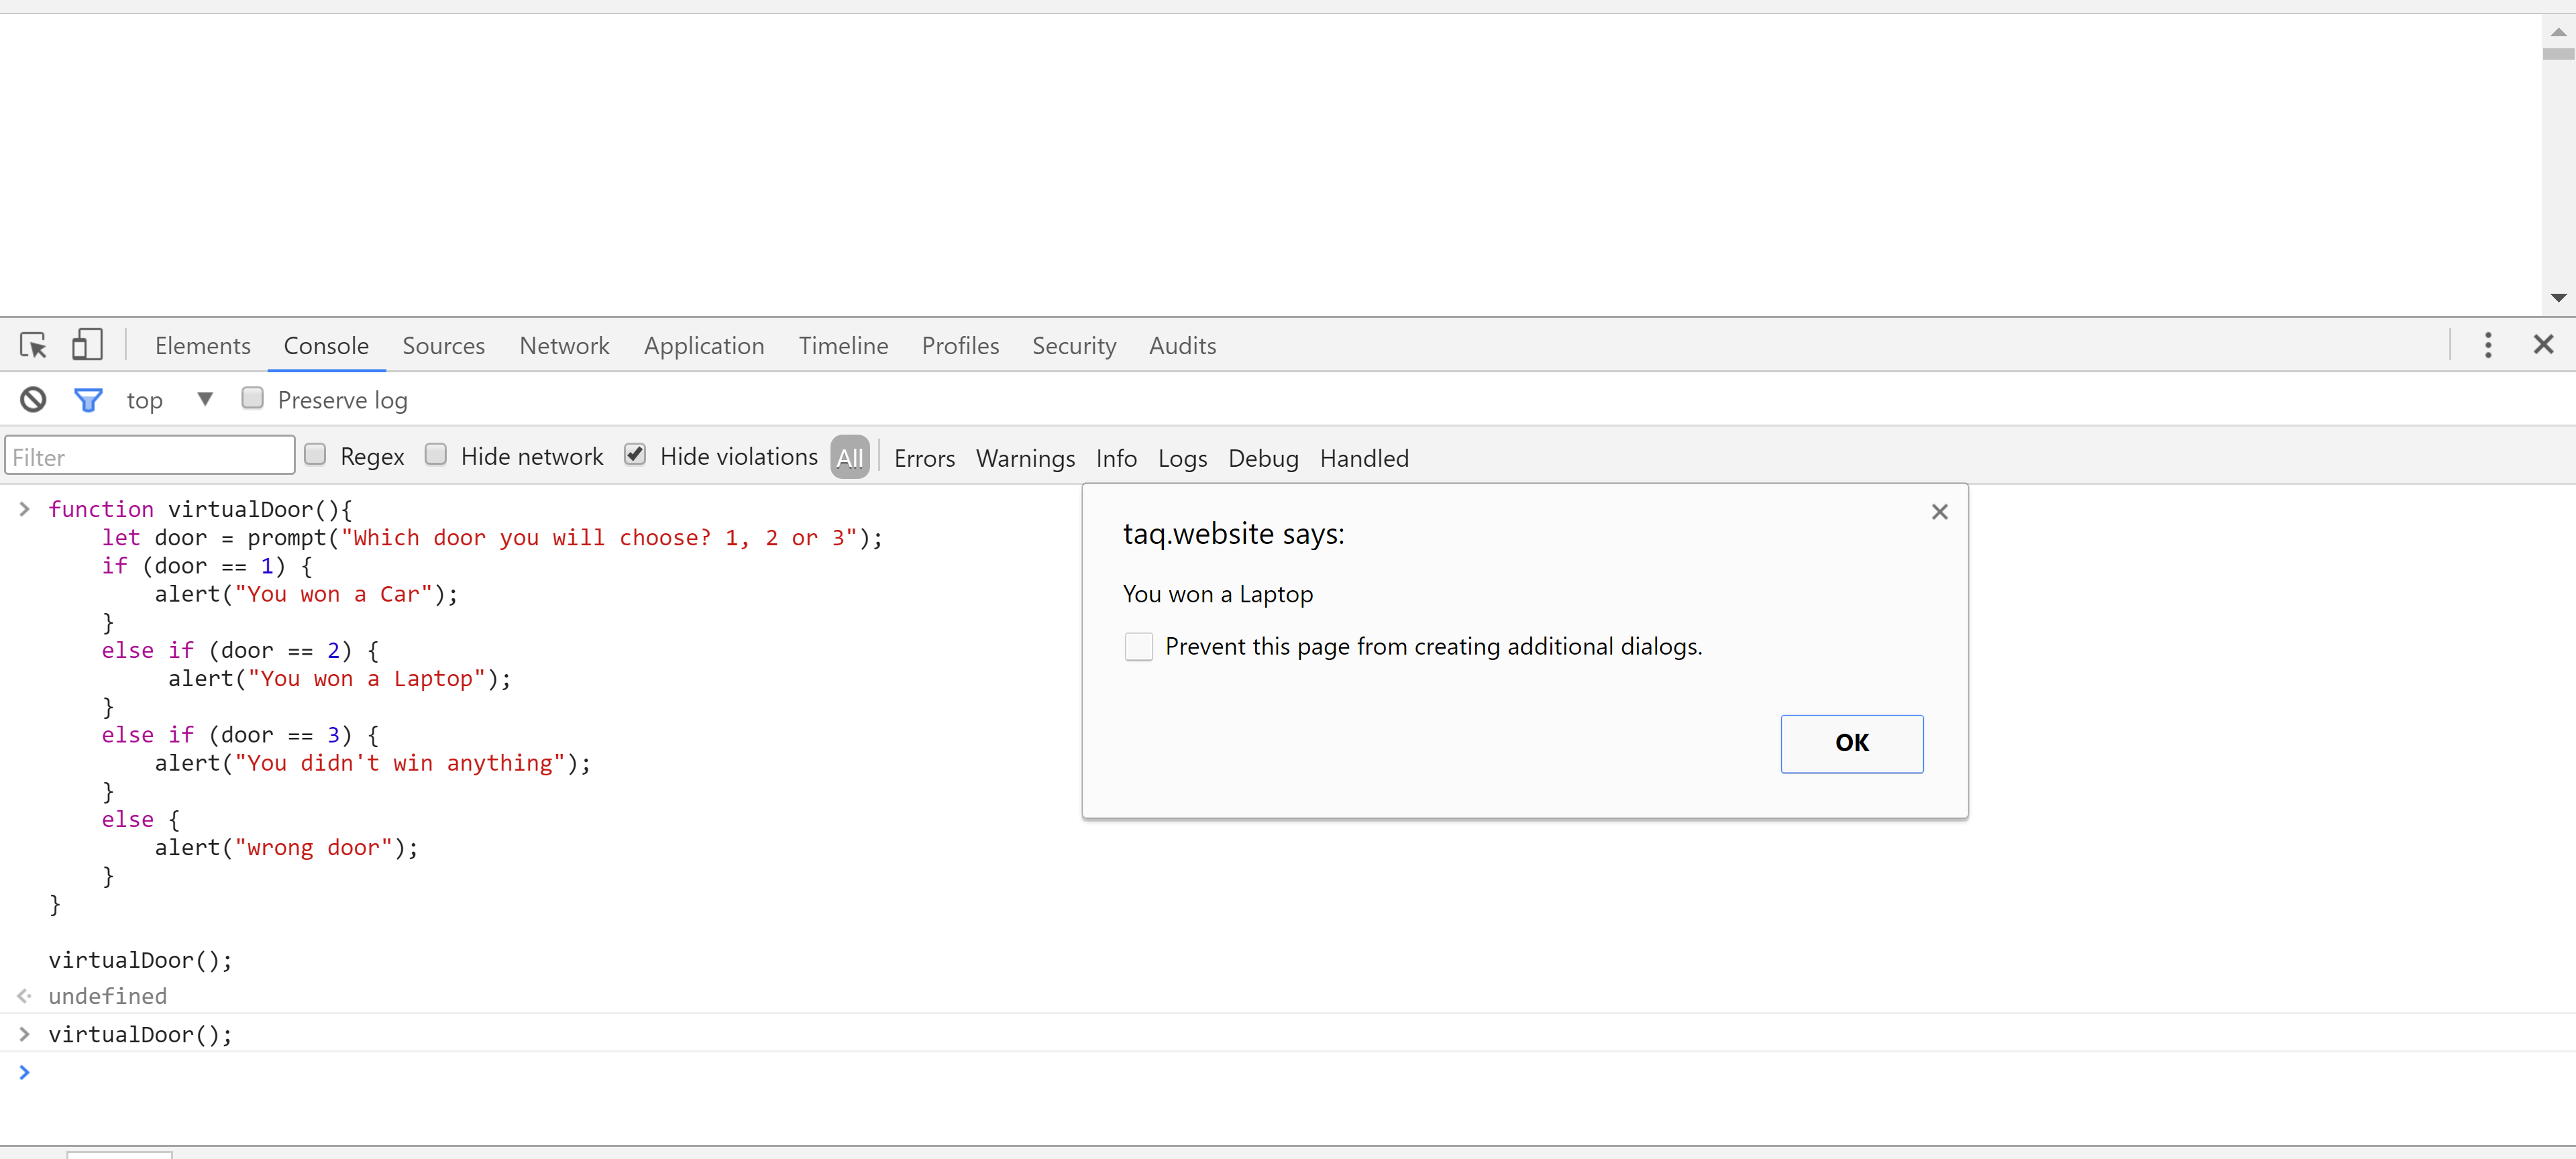 Elements Console Sources Network Application Timeline Profiles Security Audits
top Preserve log
Filter Regex Hide network Hide violations All Errors Warnings Info Logs Debug Handled
function virtualDoor(){
let door = prompt("Which door you will choose? 1, 2 or 3");
if (door == 1) {
alert("You won a Car");
}
else if (door == 2) {
alert("You won a Laptop");
}
else if (door == 3) {
alert("You didn't win anything");
}
else {
alert("wrong door");
}
}
virtualDoor();
undefined
virtualDoor();
taq.website says:
You won a Laptop
Prevent this page from creating additional dialogs.
OK